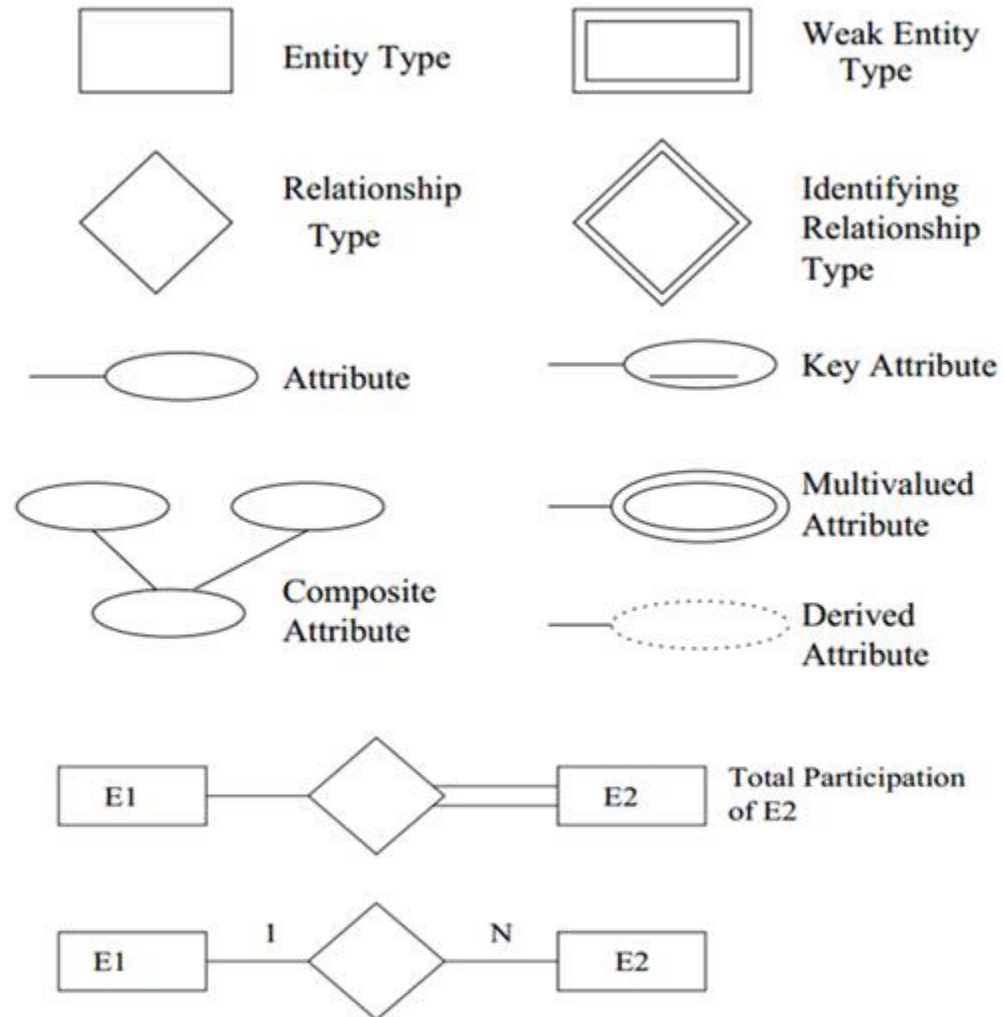 Entity Type
Weak Entity
Type
Relationship
Type
Identifying
Relationship
Type
Attribute
Key Attribute
Composite
Attribute
Multivalued
Attribute
Derived
Attribute
E1
E2
Total Participation
of E2
E1
1
N
E2